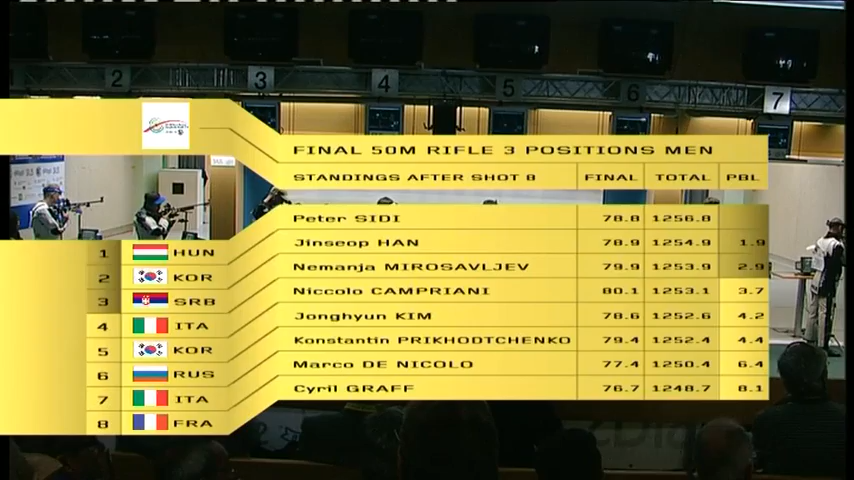 2 3 4 5 6 7
FINAL 50M RIFLE 3 POSITIONS MEN
STANDINGS AFTER SHOT 8 FINAL TOTAL PBL
1 HUN Peter SIDI 78.8 1256.8
2 KOR Jinseop HAN 78.9 1254.9 1.9
3 SRB Nemanja MIROSAVLJEV 79.9 1253.9 2.9
4 ITA Niccolo CAMPRIANI 80.1 1253.1 3.7
5 KOR Jonghyun KIM 78.6 1252.6 4.2
6 RUS Konstantin PRIKHODTCHENKO 79.4 1252.4 4.4
7 ITA Marco DE NICOLO 77.4 1250.4 6.4
8 FRA Cyril GRAFF 76.7 1248.7 8.1